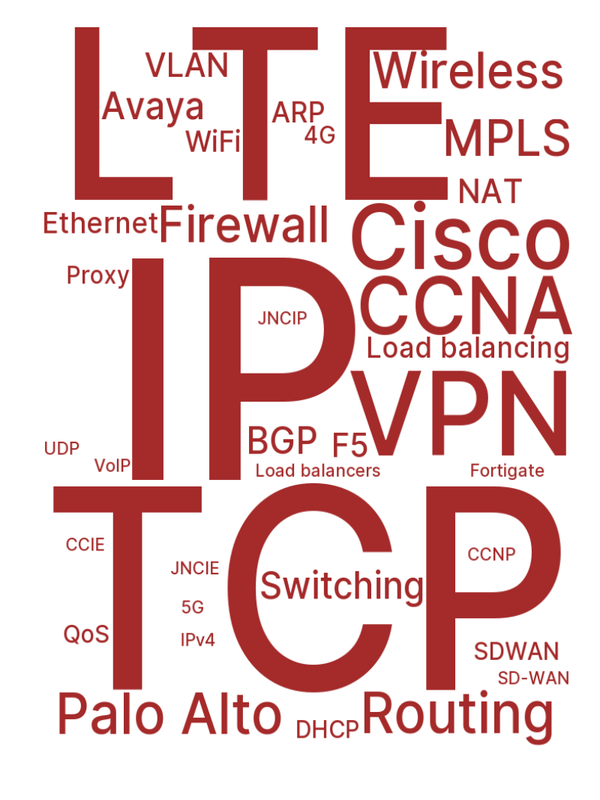 LTE
VLAN
Wireless
Avaya
ARP
4G
WiFi
MPLS
NAT
Ethernet
Firewall
Cisco
Proxy
IP
CCNA
JNCIP
Load balancing
VPN
BGP
F5
UDP
VoIP
Load balancers
Fortigate
TCP
CCIE
CCNP
JNCIE
Switching
5G
QoS
IPv4
SDWAN
SD-WAN
Palo Alto
DHCP
Routing